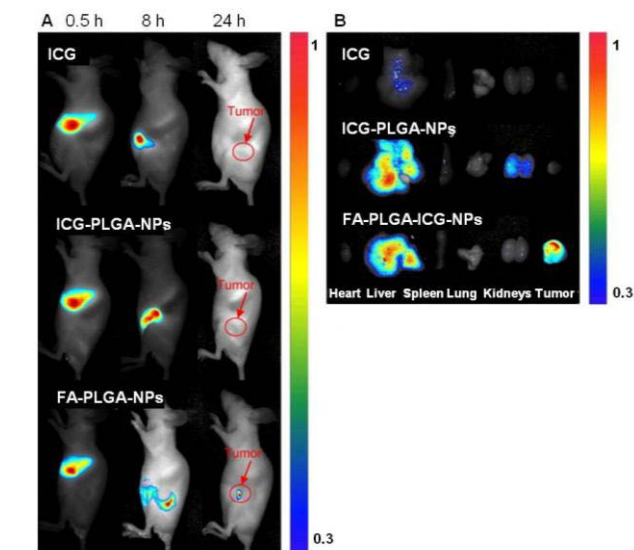 A 0.5 h 8 h 24 h
ICG
Tumor
ICG-PLGA-NPs
Tumor
FA-PLGA-NPs
Tumor
1
0.3
B
ICG
ICG-PLGA-NPs
FA-PLGA-ICG-NPs
Heart Liver Spleen Lung Kidneys Tumor
1
0.3